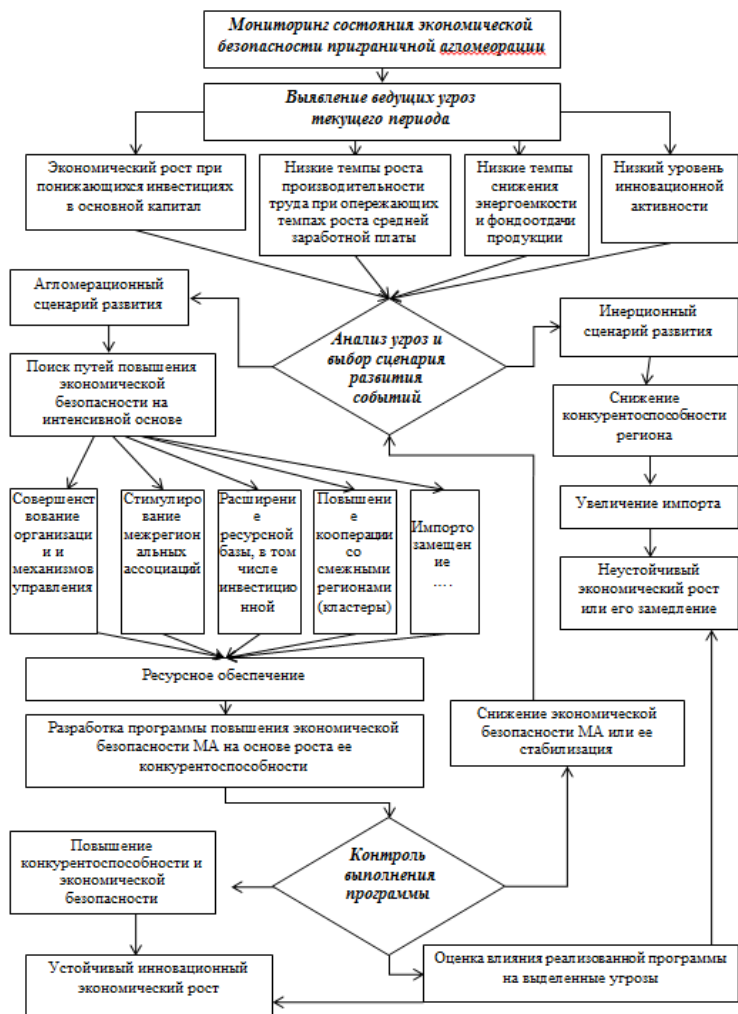 Мониторинг состояния экономической
безопасности приграничной агломеорации
Выявление ведущих угроз
текущего периода
Экономический рост при
понижающихся инвестициях
в основной капитал
Низкие темпы роста
производительности
труда при опережающих
темпах роста средней
заработной платы
Низкие темпы
снижения
энергоемкости
и фондоотдачи
продукции
Низкий уровень
инновационной
активности
Агломерационный
сценарий развития
Анализ угроз и
выбор сценария
развития
событий
Инерционный
сценарий развития
Поиск путей повышения
экономической
безопасности на
интенсивной основе
Снижение
конкурентоспособности
региона
Совершенст
вование
организаци
и и
механизмов
управления
Стимулиро
вание
межрегион
альных
ассоциаций
Расширени
е
ресурсной
базы, в том
числе
инвестицио
нной
Повышени
е
кооперации
со
смежными
регионами
(кластеры)
Импорто
замещен
ие
....
Увеличение импорта
Неустойчивый
экономический рост
или его замедление
Ресурсное обеспечение
Разработка программы повышения экономической
безопасности МА на основе роста ее
конкурентоспособности
Снижение экономической
безопасности МА или ее
стабилизация
Повышение
конкурентоспособности и
экономической
безопасности
Контроль
выполнения
программы
Устойчивый инновационный
экономический рост
Оценка влияния реализованной программы
на выделенные угрозы